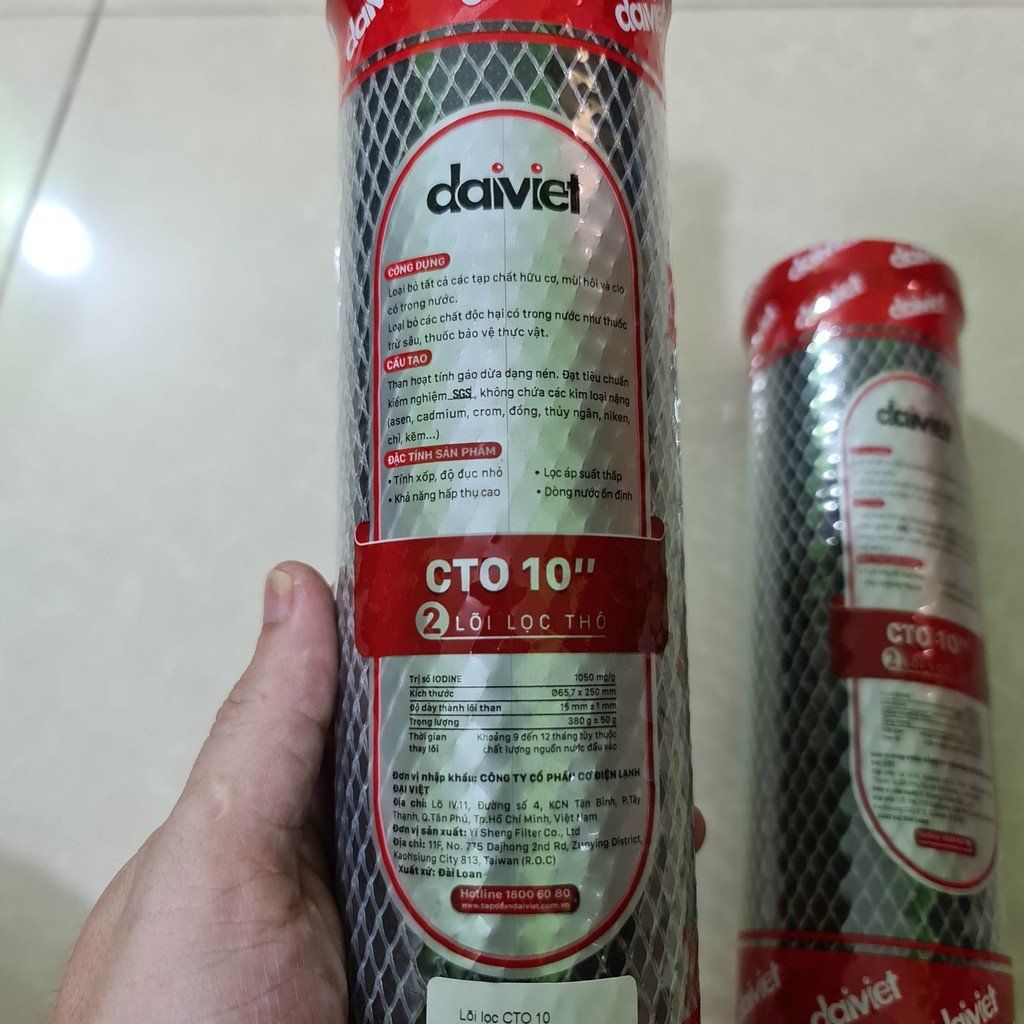 daiviet
daiviet
daiviet
CÔNG DỤNG
Loại bỏ tất cả các tạp chất hữu cơ, mùi hôi và clo
có trong nước.
Loại bỏ các chất độc hại có trong nước như thuốc
trừ sâu, thuốc bảo vệ thực vật.
CẤU TẠO
Than hoạt tính gáo dừa dạng nén. Đạt tiêu chuẩn
kiểm nghiệm SGS, không chứa các kim loại nặng
(asen, cadmium, crom, đồng, thủy ngân, niken,
chì, kẽm...)
ĐẶC TÍNH SẢN PHẨM
• Tính xốp, độ đục nhỏ • Lọc áp suất thấp
• Khả năng hấp thụ cao • Dòng nước ổn định
CTO 10"
2 LÕI LỌC THÔ
Trị số IODINE 1050 mg/g
Kích thước Ø65,7 x 250 mm
Độ dày thành lõi than 15 mm ± 1 mm
Trọng lượng 380 g ± 50 g
Thời gian Khoảng 9 đến 12 tháng tùy thuộc
thay lõi chất lượng nguồn nước đầu vào
Đơn vị nhập khẩu: CÔNG TY CỔ PHẦN CƠ ĐIỆN LẠNH
ĐẠI VIỆT
Địa chỉ: Lô IV.11, Đường số 4, KCN Tân Bình, P.Tây
Thạnh, Q.Tân Phú, Tp.Hồ Chí Minh, Việt Nam
Đơn vị sản xuất: Yi Sheng Filter Co., Ltd
Địa chỉ: 11F, No. 775 Dajhong 2nd Rd, Zuoying District,
Kaohsiung City 813, Taiwan (R.O.C)
Xuất xứ: Đài Loan
Hotline 1800 60 80
www.tapdoandaiviet.com.vn
Lõi lọc CTO 10
daiviet
daiviet
daiviet
CTO 10"
2
daiviet
daiviet